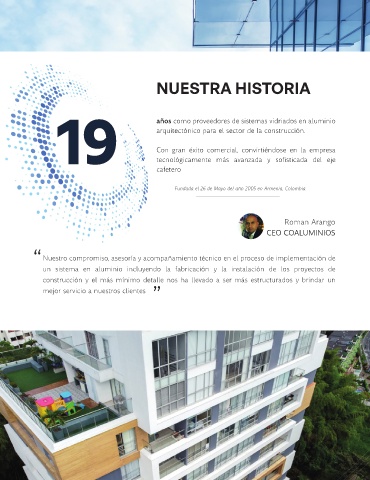 NUESTRA HISTORIA
19
años como proveedores de sistemas vidriados en aluminio
arquitectónico para el sector de la construcción.
Con gran éxito comercial, convirtiéndose en la empresa
tecnológicamente más avanzada y sofisticada del eje
cafetero
Fundada el 26 de Mayo del año 2005 en Armenia, Colombia
Roman Arango
CEO COALUMINIOS
“Nuestro compromiso, asesoría y acompañamiento técnico en el proceso de implementación de
un sistema en aluminio incluyendo la fabricación y la instalación de los proyectos de
construcción y el más mínimo detalle nos ha llevado a ser más estructurados y brindar un
mejor servicio a nuestros clientes ”